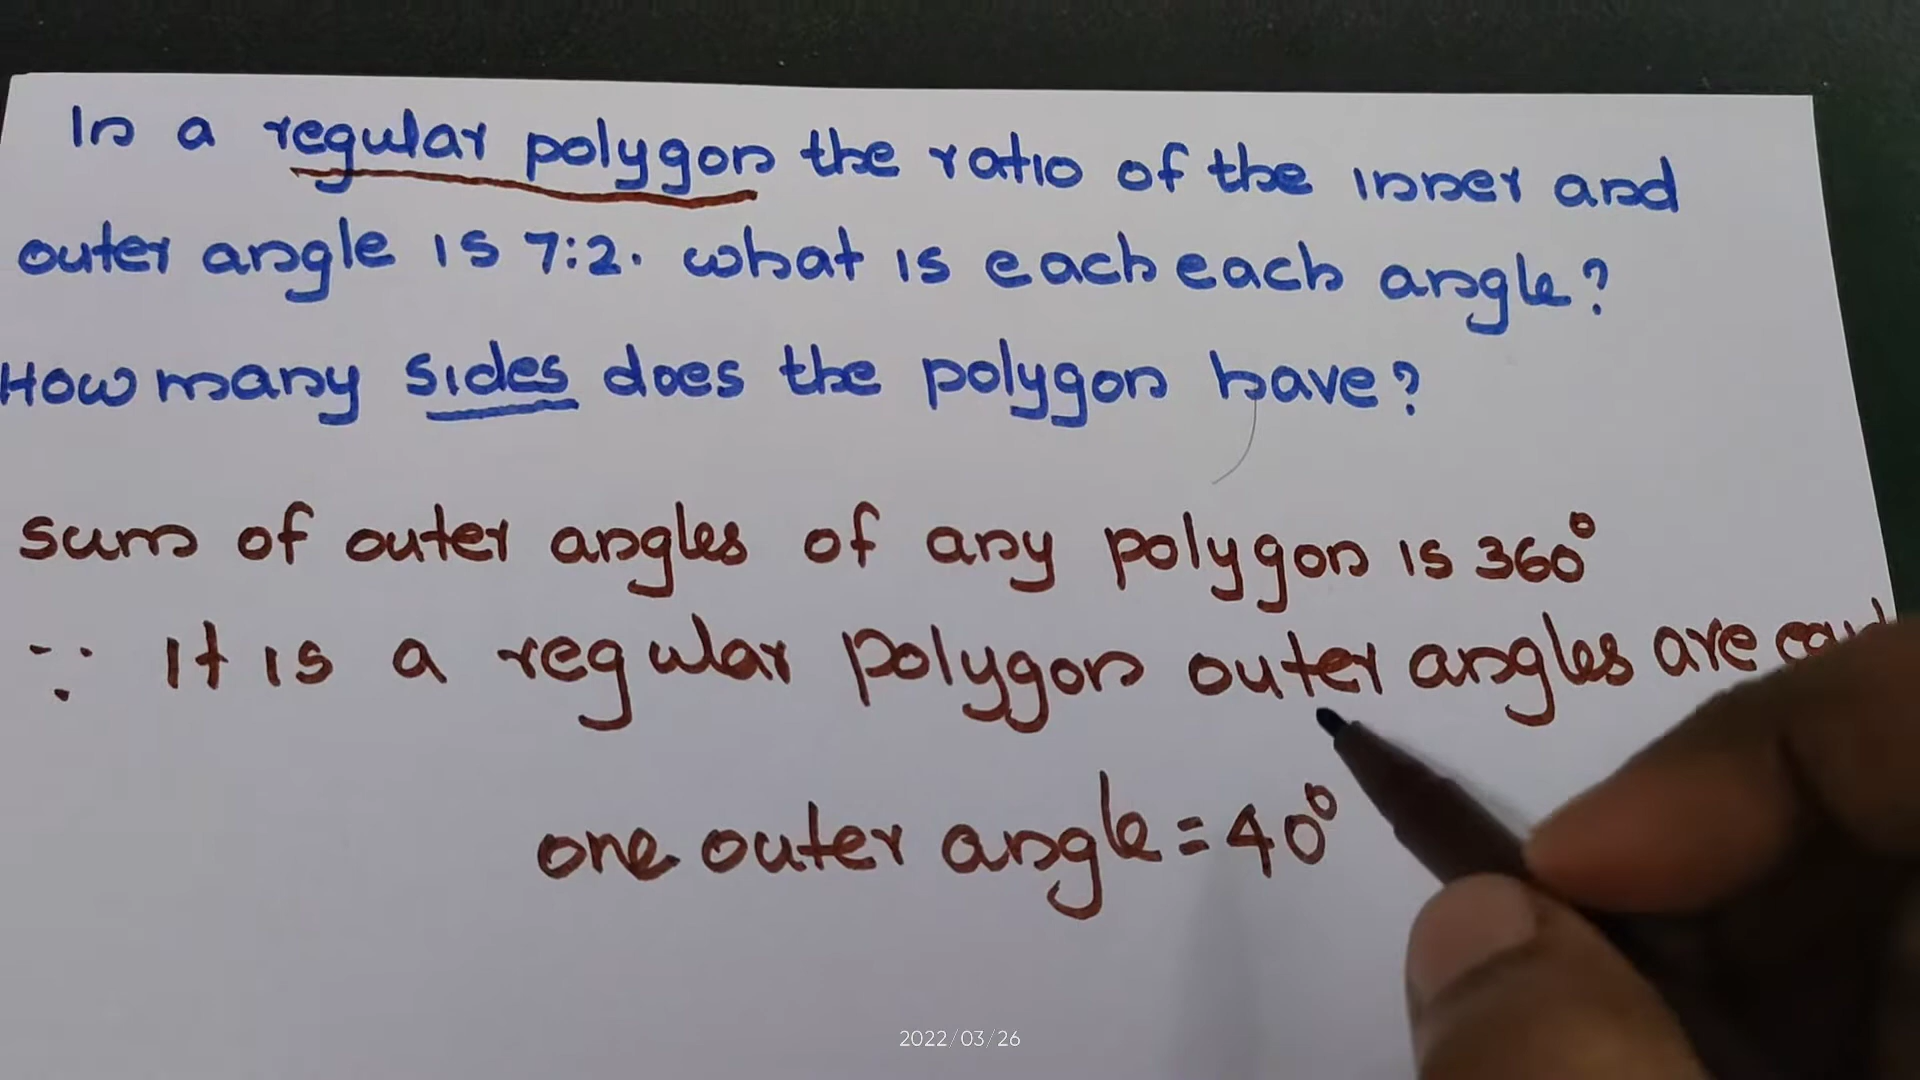 In a regular polygon the ratio of the inner and
outer angle is 7:2. what is each each angle?
How many sides does the polygon have?
sum of outer angles of any polygon is 360°
∵ It is a regular polygon outer angles are
one outer angle = 40°
2022/03/26